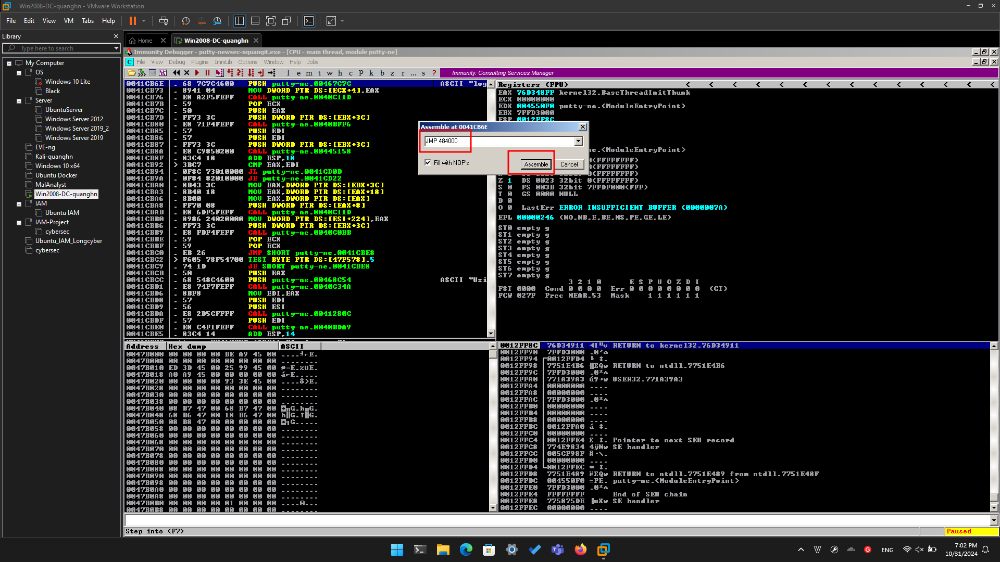 Win2008-DC-quanghn - VMware Workstation
File Edit View VM Tabs Help
Library
Type here to search
My Computer
OS
Windows 10 Lite
Black
Server
UbuntuServer
Windows Server 2012
Windows Server 2019_2
Windows Server 2019
EVE-ng
Kali-quanghn
Windows 10 x64
Ubuntu Docker
MalAnalyst
Win2008-DC-quanghn
IAM
Ubuntu IAM
IAM-Project
cybersec
Ubuntu_IAM_Longcyber
cybersec
Home Win2008-DC-quanghn
Immunity Debugger - putty-newsec-nquangit.exe - [CPU - main thread, module putty-ne]
C File View Debug Plugins ImmLib Options Window Help Jobs
l e m t w h c P k b z r ... s ? Immunity: Consulting Services Manager
0041CB6E . 68 7C7C4600 PUSH putty-ne.00467C7C ASCII "log
0041CB73 . 8941 04 MOV DWORD PTR DS:[ECX+4],EAX
0041CB76 . E8 A2F5FEFF CALL putty-ne.0040C11D
0041CB7B . 59 POP ECX
0041CB7C . 50 PUSH EAX
0041CB7D . FF73 3C PUSH DWORD PTR DS:[EBX+3C]
0041CB80 . E8 71F4FEFF CALL putty-ne.0040BFF6
0041CB85 . 57 PUSH EDI
0041CB86 . 57 PUSH EDI
0041CB87 . FF73 3C PUSH DWORD PTR DS:[EBX+3C]
0041CB8A . E8 C9850200 CALL putty-ne.00445158
0041CB8F . 83C4 18 ADD ESP,18
0041CB92 > 3BC7 CMP EAX,EDI
0041CB94 . 0F8C 73010000 JL putty-ne.0041CD0D
0041CB9A . 0F84 82010000 JE putty-ne.0041CD22
0041CBA0 . 8B43 3C MOV EAX,DWORD PTR DS:[EBX+3C]
0041CBA3 . 8B40 18 MOV EAX,DWORD PTR DS:[EAX+18]
0041CBA6 . 8B00 MOV EAX,DWORD PTR DS:[EAX]
0041CBA8 . FF70 08 PUSH DWORD PTR DS:[EAX+8]
0041CBAB . E8 6DF5FEFF CALL putty-ne.0040C11D
0041CBB0 . 8986 24020000 MOV DWORD PTR DS:[ESI+224],EAX
0041CBB6 . FF73 3C PUSH DWORD PTR DS:[EBX+3C]
0041CBB9 . E8 FDF4FEFF CALL putty-ne.0040C0BB
0041CBBE . 59 POP ECX
0041CBBF . 59 POP ECX
0041CBC0 . EB 26 JMP SHORT putty-ne.0041CBE8
0041CBC2 > F605 78F54700 TEST BYTE PTR DS:[47F578],5
0041CBC9 . 74 1D JE SHORT putty-ne.0041CBE8
0041CBCB . 50 PUSH EAX
0041CBCC . 68 548C4600 PUSH putty-ne.00468C54 ASCII "Usi
0041CBD1 . E8 74F7FEFF CALL putty-ne.0040C34A
0041CBD6 . 8BF8 MOV EDI,EAX
0041CBD8 . 57 PUSH EDI
0041CBD9 . 56 PUSH ESI
0041CBDA . E8 2D5CFFFF CALL putty-ne.0041280C
0041CBDF . 57 PUSH EDI
0041CBE0 . E8 C4F1FEFF CALL putty-ne.0040BDA9
0041CBE5 . 83C4 14 ADD ESP,14
Registers (FPU) < < < < < < < < < < < < < <
EAX 76D348FF kernel32.BaseThreadInitThunk
ECX 00000000
EDX 004550F0 putty-ne.<ModuleEntryPoint>
EBX 7FFD3000
ESP 0012FF8C
e.<ModuleEntryPoint>
0(FFFFFFFF)
0(FFFFFFFF)
0(FFFFFFFF)
Z 1 DS 0023 32bit 0(FFFFFFFF)
S 0 FS 003B 32bit 7FFDF000(FFF)
T 0 GS 0000 NULL
D 0
O 0 LastErr ERROR_INSUFFICIENT_BUFFER (0000007A)
EFL 00000246 (NO,NB,E,BE,NS,PE,GE,LE)
ST0 empty g
ST1 empty g
ST2 empty g
ST3 empty g
ST4 empty g
ST5 empty g
ST6 empty g
ST7 empty g
3 2 1 0 E S P U O Z D I
FST 0000 Cond 0 0 0 0 Err 0 0 0 0 0 0 0 0 (GT)
FCW 027F Prec NEAR,53 Mask 1 1 1 1 1 1
Assemble at 0041CB6E
JMP 484000
Fill with NOP's Assemble Cancel
Address Hex dump ASCII
0047B000 00 00 00 00 BE A9 45 00
0047B008 00 00 00 00 00 00 00 00 ........
0047B010 ED 3D 45 00 25 99 45 00
0047B018 A0 A9 45 00 00 00 00 00
0047B020 00 00 00 00 93 3E 45 00 ....ô>E.
0047B028 00 00 00 00 00 00 00 00 ........
0047B030 00 00 00 00 00 00 00 00 ........
0047B038 00 00 00 00 00 00 00 00 ........
0047B040 08 B7 47 00 68 B7 47 00
0047B048 68 B6 47 00 18 B6 47 00
0047B050 08 B8 47 00 00 00 00 00
0047B058 00 00 00 00 00 00 00 00 ........
0047B060 00 00 00 00 00 00 00 00 ........
0047B068 00 00 00 00 00 00 00 00 ........
0047B070 00 00 00 00 00 00 00 00 ........
0047B078 00 00 00 00 00 00 00 00 ........
0047B080 00 00 00 00 00 00 00 00 ........
0047B088 00 00 00 00 00 00 00 00 ........
0047B090 00 00 00 00 00 00 00 00 ........
0047B098 00 00 00 00 00 00 00 00 ........
0047B0A0 00 00 00 00 00 00 00 00 ........
0047B0A8 00 00 00 00 00 00 00 00 ........
0047B0B0 00 00 00 00 01 00 00 00 ....☺...
0047B0B8 00 00 00 00 00 00 00 00 ........
0012FF8C 76D34911 RETURN to kernel32.76D34911
0012FF90 7FFD3000
0012FF94 0012FFD4
0012FF98 7751E4B6 RETURN to ntdll.7751E4B6
0012FF9C 7FFD3000
0012FFA0 771A39A3 USER32.771A39A3
0012FFA4 00000000 ....
0012FFA8 00000000 ....
0012FFAC 7FFD3000
0012FFB0 00000000 ....
0012FFB4 00000000 ....
0012FFB8 00000000 ....
0012FFBC 0012FFA0
0012FFC0 00000000 ....
0012FFC4 0012FFE4 Pointer to next SEH record
0012FFC8 774E9834 SE handler
0012FFCC 005CF98F
0012FFD0 00000000 ....
0012FFD4 0012FFEC
0012FFD8 7751E489 RETURN to ntdll.7751E489 from ntdll.7751E48F
0012FFDC 004550F0 putty-ne.<ModuleEntryPoint>
0012FFE0 7FFD3000
0012FFE4 FFFFFFFF End of SEH chain
0012FFE8 775875DE SE handler
0012FFEC 00000000 ....
Step into (F7) Paused
ENG 7:02 PM
10/31/2024